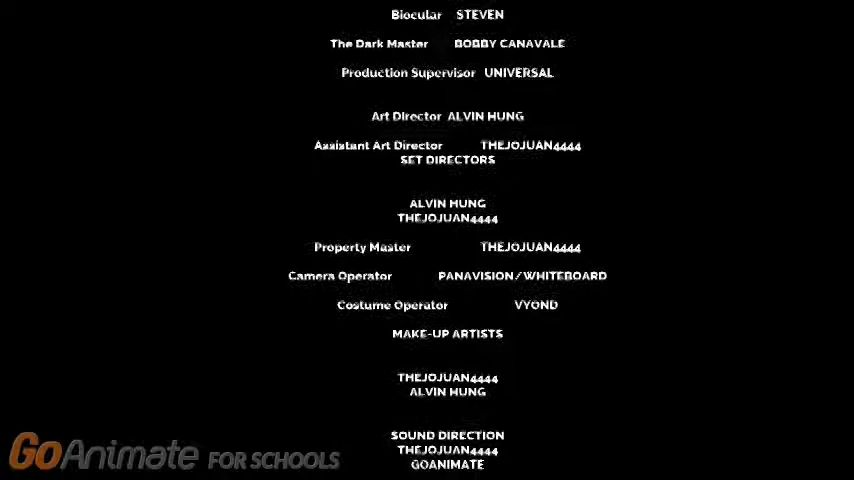 Biocular STEVEN
The Dark Master BOBBY CANAVALE
Production Supervisor UNIVERSAL
Art Director ALVIN HUNG
Assistant Art Director THEJOJUAN4444
SET DIRECTORS
ALVIN HUNG
THEJOJUAN4444
Property Master THEJOJUAN4444
Camera Operator PANAVISION/WHITEBOARD
Costume Operator VYOND
MAKE-UP ARTISTS
THEJOJUAN4444
ALVIN HUNG
SOUND DIRECTION
THEJOJUAN4444
GOANIMATE
GoAnimate FOR SCHOOLS